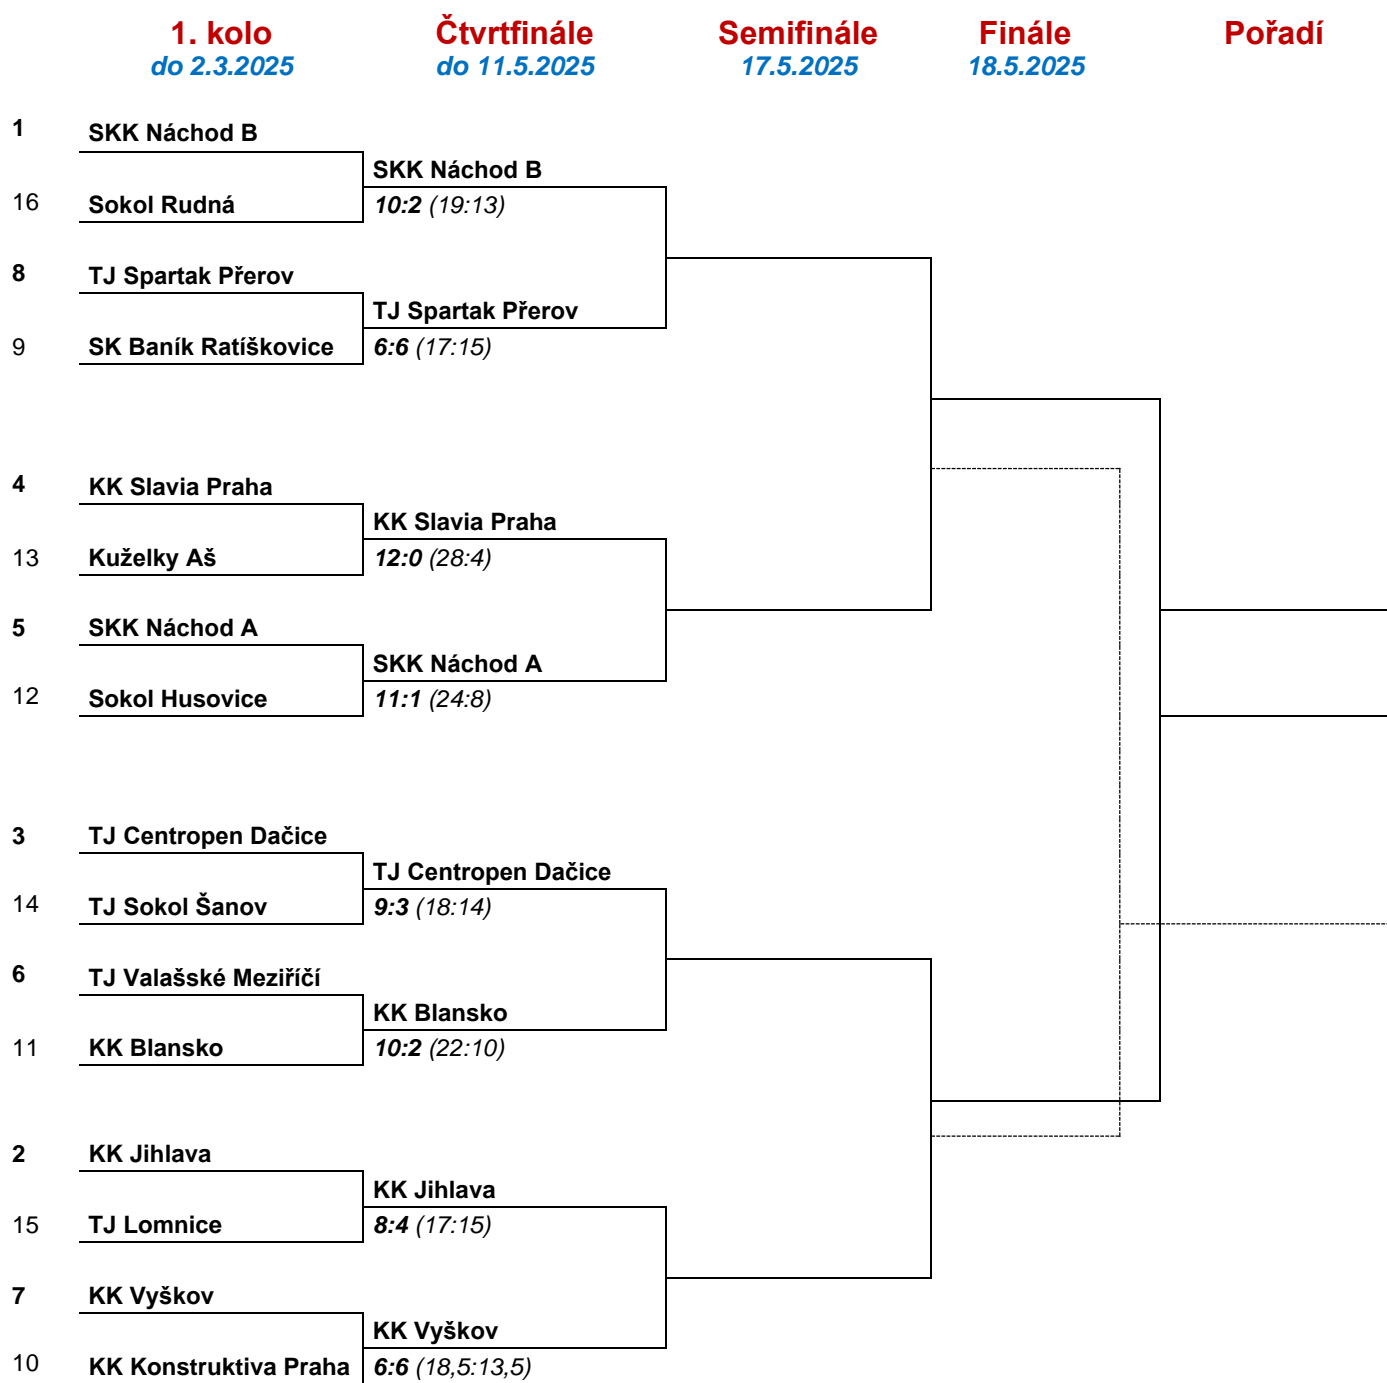 1. kolo Čtvrtfinále Semifinále Finále Pořadí
do 2.3.2025 do 11.5.2025 17.5.2025 18.5.2025
1 SKK Náchod B
SKK Náchod B
16 Sokol Rudná 10:2 (19:13)
8 TJ Spartak Přerov
TJ Spartak Přerov
9 SK Baník Ratíškovice 6:6 (17:15)
4 KK Slavia Praha
KK Slavia Praha
13 Kuželky Aš 12:0 (28:4)
5 SKK Náchod A
SKK Náchod A
12 Sokol Husovice 11:1 (24:8)
3 TJ Centropen Dačice
TJ Centropen Dačice
14 TJ Sokol Šanov 9:3 (18:14)
6 TJ Valašské Meziříčí
KK Blansko
11 KK Blansko 10:2 (22:10)
2 KK Jihlava
KK Jihlava
15 TJ Lomnice 8:4 (17:15)
7 KK Vyškov
KK Vyškov
10 KK Konstruktiva Praha 6:6 (18,5:13,5)